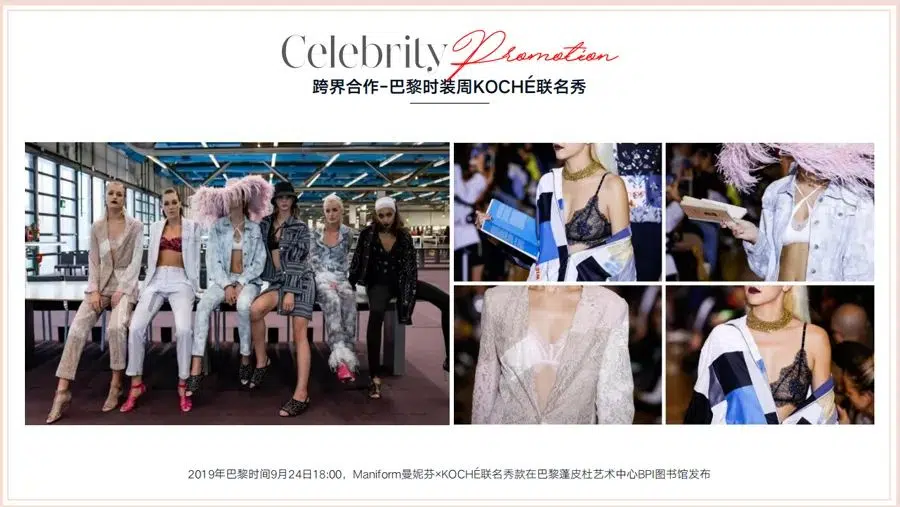 Celebrity Promotion
跨界合作-巴黎时装周KOCHÉ联名秀
2019年巴黎时间9月24日18:00，Maniform曼妮芬×KOCHÉ联名秀款在巴黎蓬皮杜艺术中心BPI图书馆发布